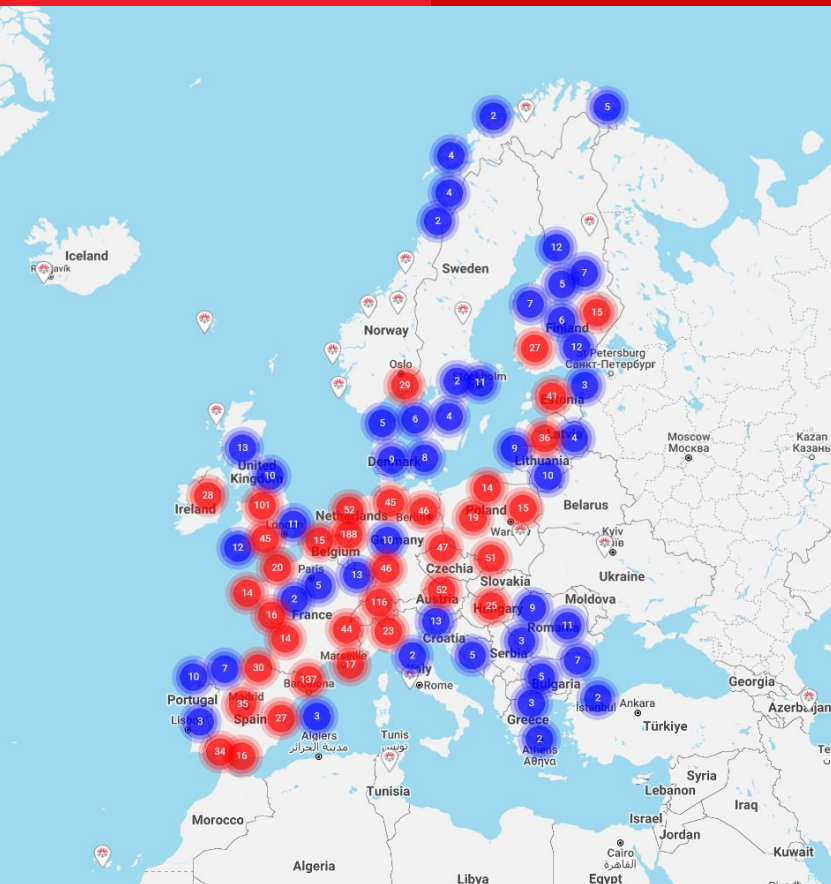 2
5
4
4
2
Iceland
12
7
Sweden
5
7
15
6
Finland
Norway
27
12
St Petersburg
Санкт-Петербург
Oslo
29
2
11
3
41
Estonia
5
6
4
36
4
Latvia
13
9
Moscow
Москва
Kazan
Казань
United
Kingdom
10
Denmark
9
8
Lithuania
10
28
Ireland
101
14
45
52
Netherlands
46
Berlin
19
Poland
15
Belarus
11
London
45
12
15
188
Belgium
10
Germany
47
51
Kyiv
Київ
20
Paris
13
46
Czechia
Slovakia
Ukraine
14
5
2
116
52
Austria
25
Hungary
9
Moldova
16
France
14
44
23
13
Croatia
11
Romania
3
Serbia
10
7
30
Marseille
17
2
Italy
Rome
5
7
5
Bulgaria
137
Barcelona
Portugal
Madrid
35
Spain
27
3
3
2
Istanbul
Ankara
Georgia
Azerbaijan
3
Greece
Türkiye
34
16
Algiers
مدينة الجزائر
Tunis
تونس
2
Athens
Αθήνα
Tunisia
Syria
Lebanon
Iraq
Morocco
Israel
Jordan
Cairo
القاهرة
Kuwait
Algeria
Libya
Egypt